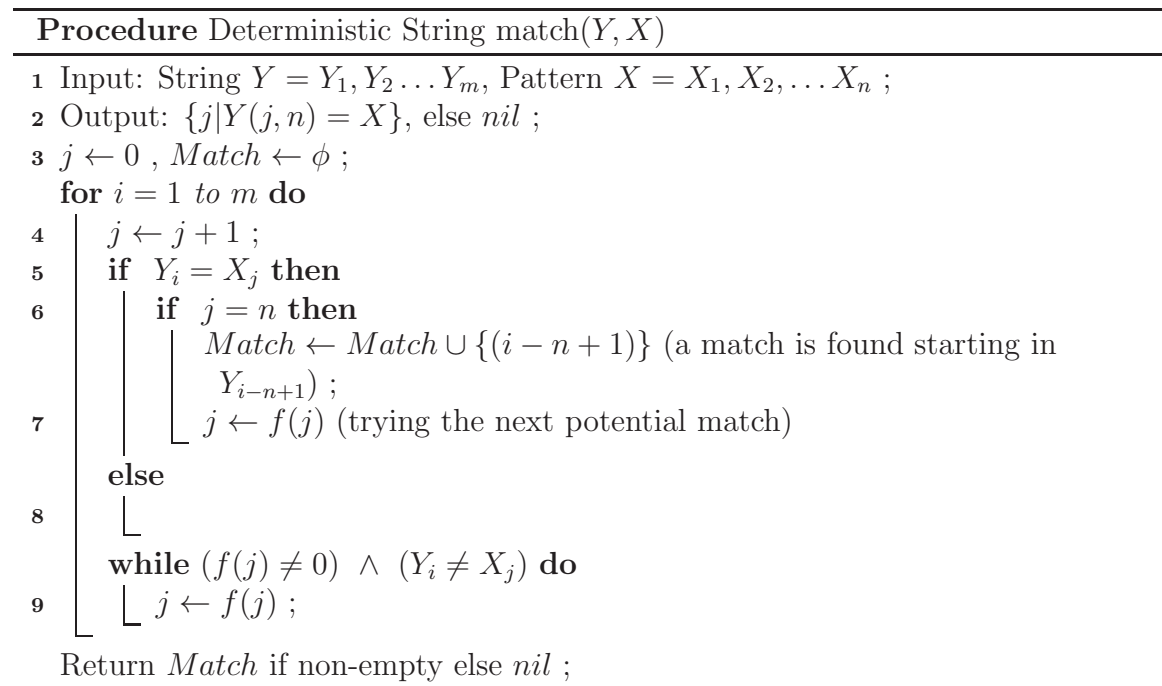 Procedure Deterministic String match(Y, X)
1 Input: String Y = Y₁, Y₂ … Yₘ, Pattern X = X₁, X₂, … Xₙ ;
2 Output: {j|Y(j, n) = X}, else nil ;
3 j ← 0 , Match ← ϕ ;
for i = 1 to m do
4 j ← j + 1 ;
5 if Yᵢ = Xⱼ then
6 if j = n then
Match ← Match ∪ {(i − n + 1)} (a match is found starting in
Yᵢ₋ₙ₊₁) ;
7 j ← f(j) (trying the next potential match)
else
8
while (f(j) ≠ 0) ∧ (Yᵢ ≠ Xⱼ) do
9 j ← f(j) ;
Return Match if non-empty else nil ;